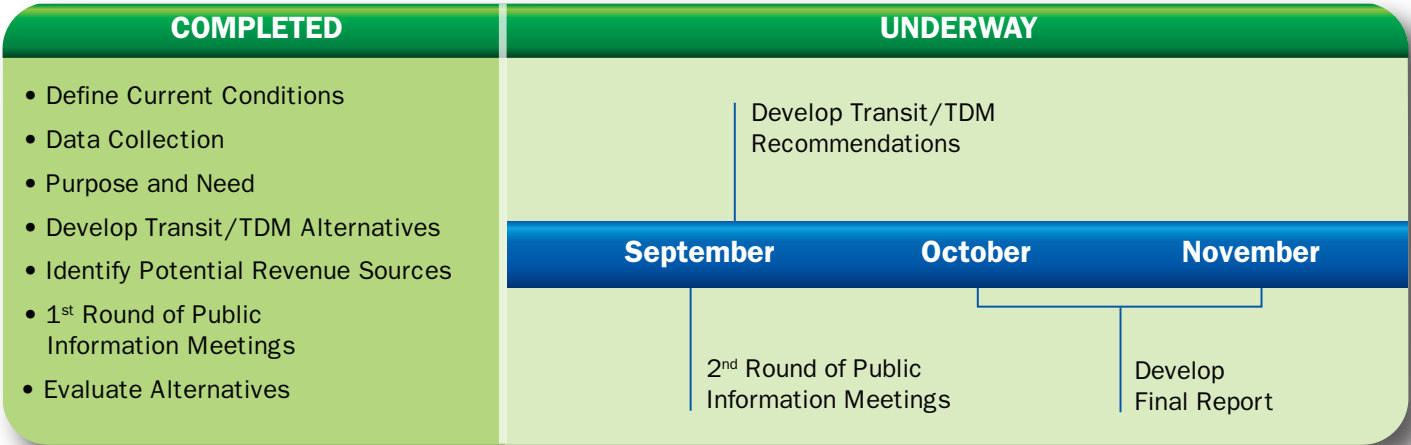 COMPLETED
• Define Current Conditions
• Data Collection
• Purpose and Need
• Develop Transit/TDM Alternatives
• Identify Potential Revenue Sources
• 1st Round of Public
Information Meetings
• Evaluate Alternatives
UNDERWAY
Develop Transit/TDM
Recommendations
September October November
2nd Round of Public
Information Meetings
Develop
Final Report